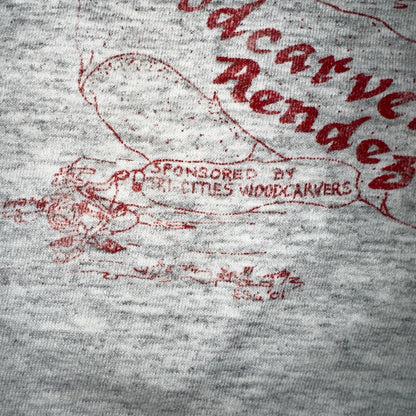 odcarve
Rendez
SPONSORED BY
TRI-CITIES WOODCARVERS